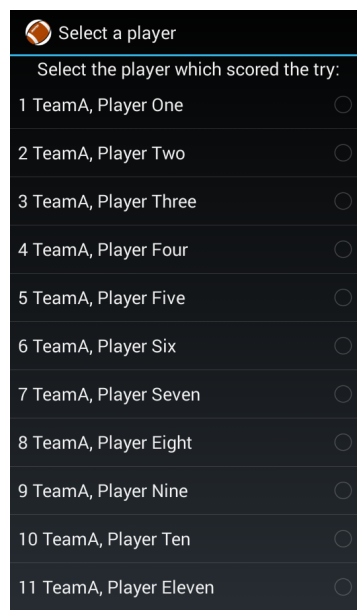 Select a player
Select the player which scored the try:
1 TeamA, Player One
2 TeamA, Player Two
3 TeamA, Player Three
4 TeamA, Player Four
5 TeamA, Player Five
6 TeamA, Player Six
7 TeamA, Player Seven
8 TeamA, Player Eight
9 TeamA, Player Nine
10 TeamA, Player Ten
11 TeamA, Player Eleven